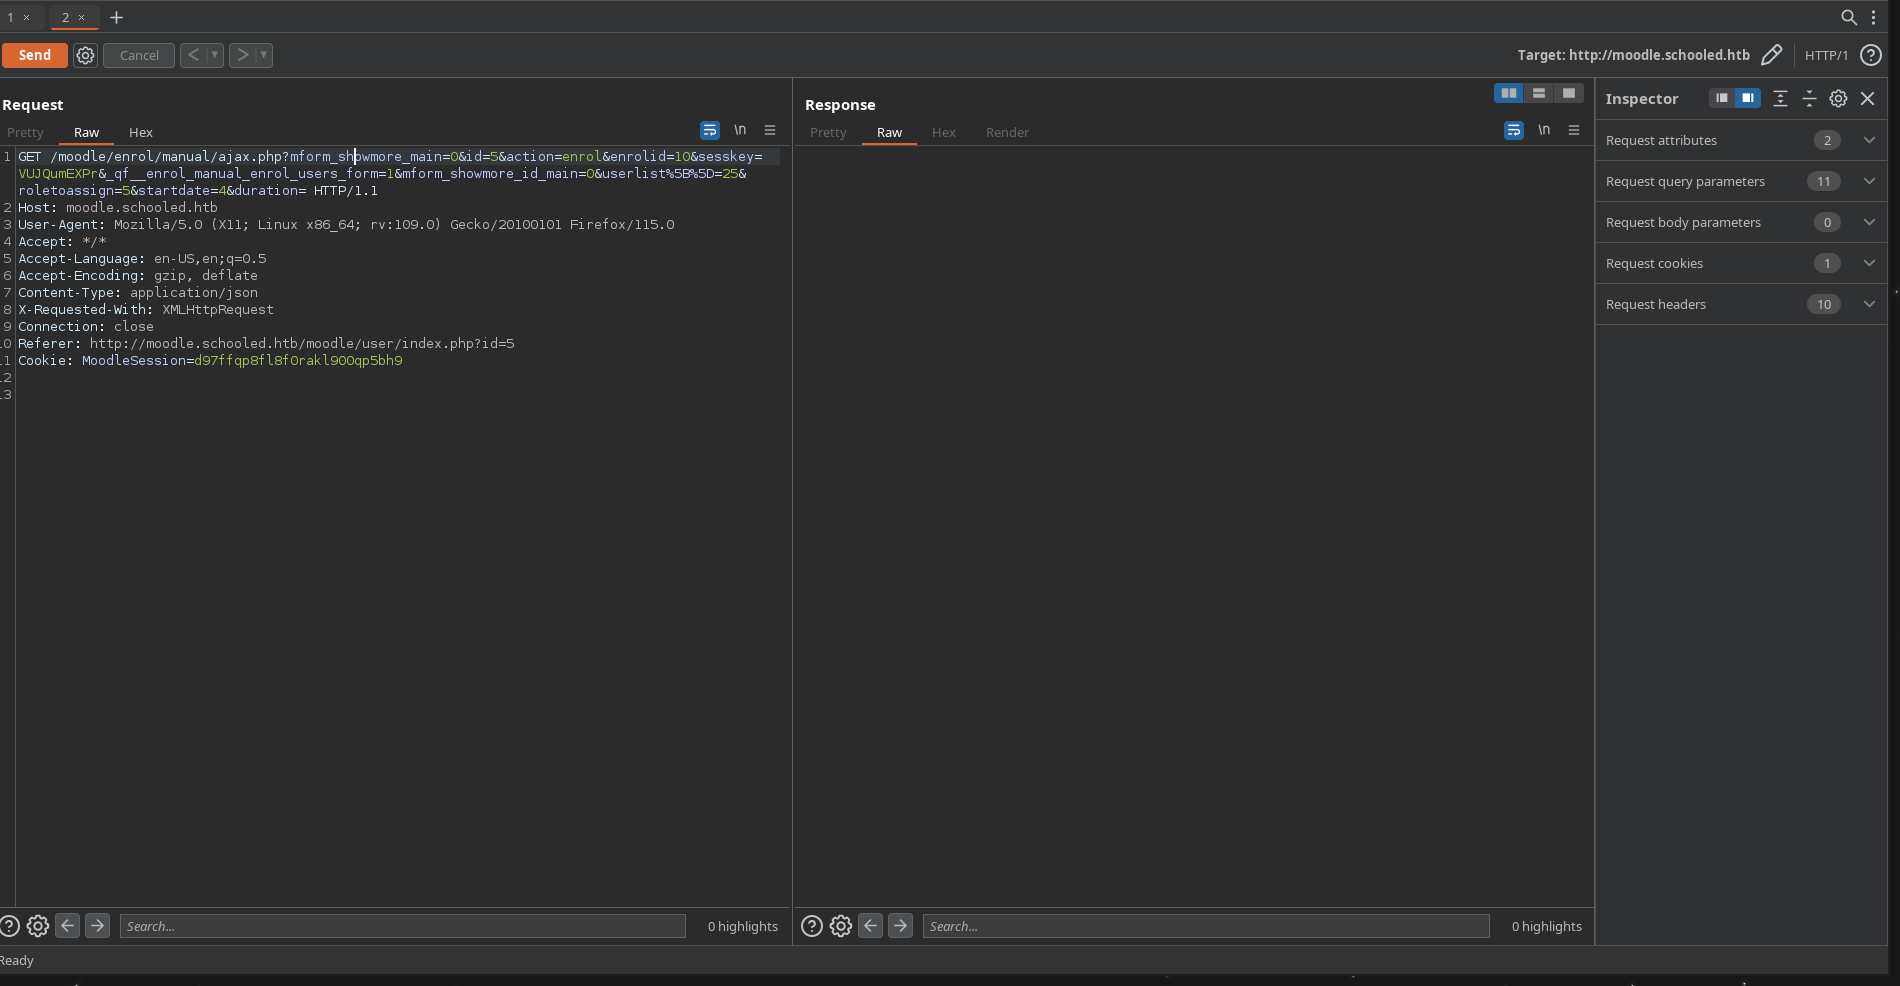 1 ×
2 ×
+
Send
Cancel
<
>
Target: http://moodle.schooled.htb
HTTP/1
?
Request
Pretty
Raw
Hex
\n
1 GET /moodle/enrol/manual/ajax.php?mform_showmore_main=0&id=5&action=enrol&enrolid=10&sesskey=
VUJQumEXPr&_qf__enrol_manual_enrol_users_form=1&mform_showmore_id_main=0&userlist%5B%5D=25&
roletoassign=5&startdate=4&duration= HTTP/1.1
2 Host: moodle.schooled.htb
3 User-Agent: Mozilla/5.0 (X11; Linux x86_64; rv:109.0) Gecko/20100101 Firefox/115.0
4 Accept: */*
5 Accept-Language: en-US,en;q=0.5
6 Accept-Encoding: gzip, deflate
7 Content-Type: application/json
8 X-Requested-With: XMLHttpRequest
9 Connection: close
.0 Referer: http://moodle.schooled.htb/moodle/user/index.php?id=5
.1 Cookie: MoodleSession=d97ffqp8fl8f0rakl900qp5bh9
.2
.3
? Search...
0 highlights
Response
Pretty
Raw
Hex
Render
\n
? Search...
0 highlights
Inspector
Request attributes 2
Request query parameters 11
Request body parameters 0
Request cookies 1
Request headers 10
Ready